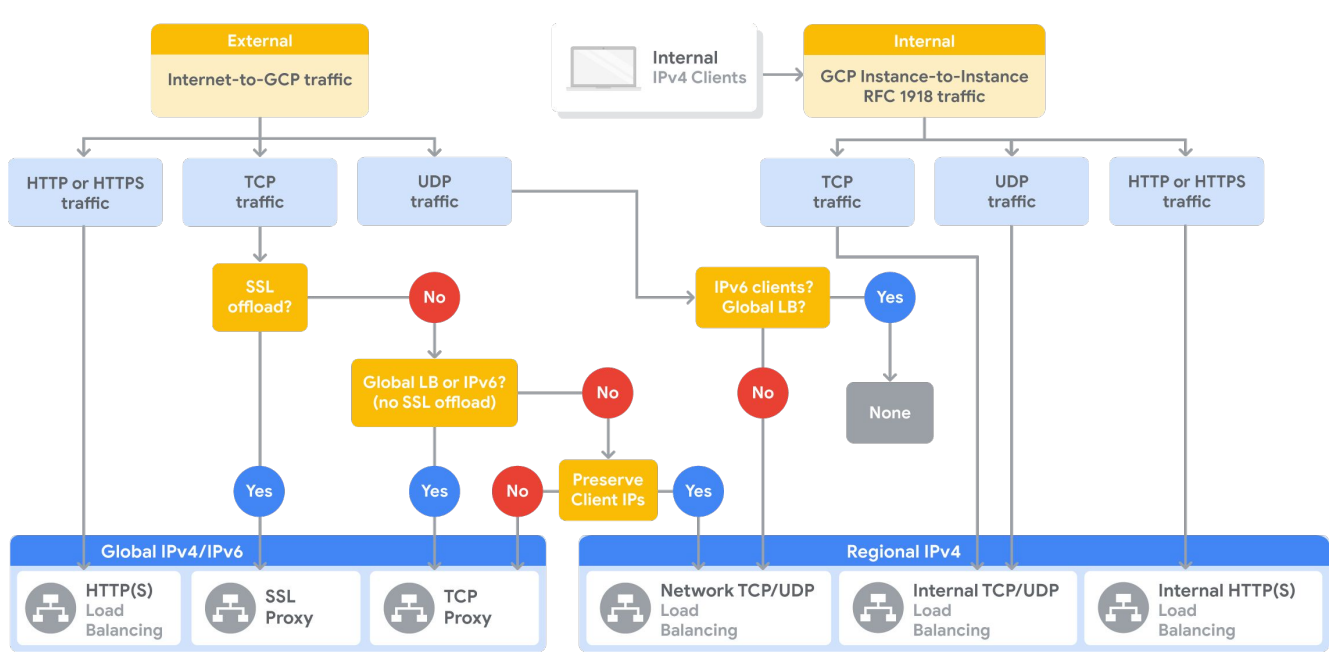 External
Internet-to-GCP traffic
Internal
IPv4 Clients
Internal
GCP Instance-to-Instance
RFC 1918 traffic
HTTP or HTTPS
traffic
TCP
traffic
UDP
traffic
TCP
traffic
UDP
traffic
HTTP or HTTPS
traffic
SSL
offload?
No
IPv6 clients?
Global LB?
Yes
Global LB or IPv6?
(no SSL offload)
No
No
None
Yes
Yes
No
Preserve
Client IPs
Yes
Global IPv4/IPv6
HTTP(S)
Load
Balancing
SSL
Proxy
TCP
Proxy
Regional IPv4
Network TCP/UDP
Load
Balancing
Internal TCP/UDP
Load
Balancing
Internal HTTP(S)
Load
Balancing